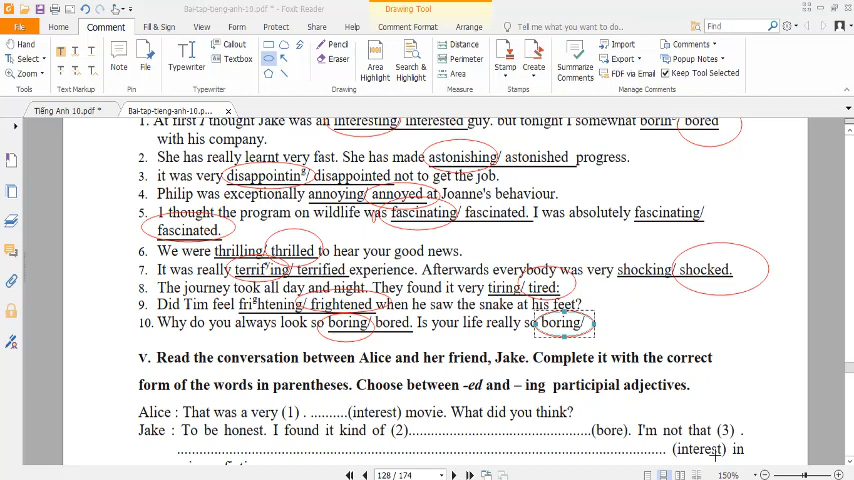 Bai-tap-tieng-anh-10.pdf * - Foxit Reader
Drawing Tool
File Home Comment View Form Protect Share Help Comment Format Arrange Tell me what you want to do... Find
Hand
Select
Zoom
Note
File
Pin
Typewriter
Callout
Textbox
Typewriter
Pencil
Eraser
Drawing
Area Highlight
Search & Highlight
Distance
Perimeter
Area
Measure
Stamp
Create
Stamps
Summarize Comments
Import
Export
FDF via Email
Comments
Popup Notes
Keep Tool Selected
Manage Comments
Mode
Tiếng Anh 10.pdf * Bai-tap-tieng-anh-10.p...
1. At first I thought Jake was an interesting/ interested guy. but tonight I somewhat borin- bored
with his company.
2. She has really learnt very fast. She has made astonishing/ astonished progress.
3. it was very disappointing/ disappointed not to get the job.
4. Philip was exceptionally annoying/ annoyed at Joanne's behaviour.
5. I thought the program on wildlife was fascinating/ fascinated. I was absolutely fascinating/
fascinated.
6. We were thrilling/ thrilled to hear your good news.
7. It was really terrifying/ terrified experience. Afterwards everybody was very shocking/ shocked.
8. The journey took all day and night. They found it very tiring/ tired:
9. Did Tim feel frightening/ frightened when he saw the snake at his feet?
10. Why do you always look so boring/ bored. Is your life really so boring/
V. Read the conversation between Alice and her friend, Jake. Complete it with the correct
form of the words in parentheses. Choose between -ed and – ing participial adjectives.
Alice : That was a very (1) . ..........(interest) movie. What did you think?
Jake : To be honest. I found it kind of (2)..................................................(bore). I'm not that (3) .
.................................................................................................................................... (interest) in
128 / 174
150%